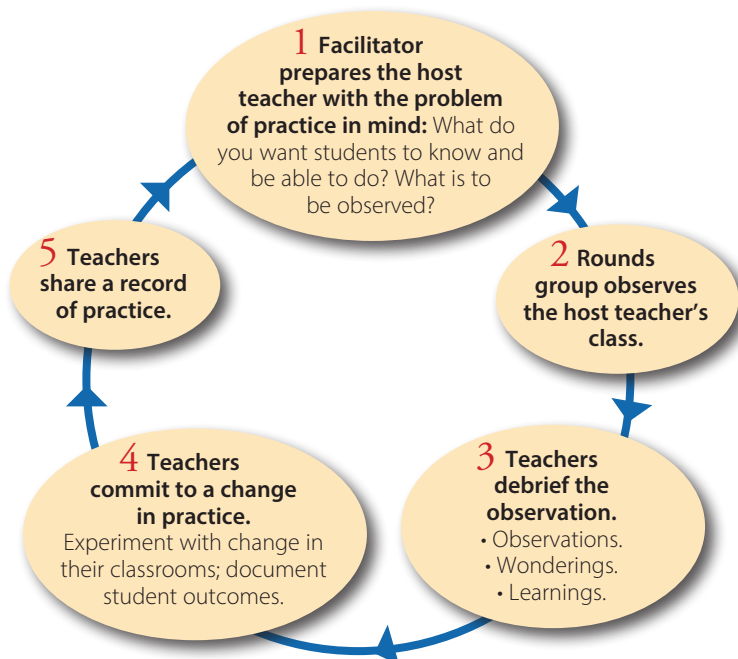 1 Facilitator
prepares the host
teacher with the problem
of practice in mind: What do
you want students to know and
be able to do? What is to
be observed?
2 Rounds
group observes
the host teacher’s
class.
3 Teachers
debrief the
observation.
• Observations.
• Wonderings.
• Learnings.
4 Teachers
commit to a change
in practice.
Experiment with change in
their classrooms; document
student outcomes.
5 Teachers
share a record
of practice.